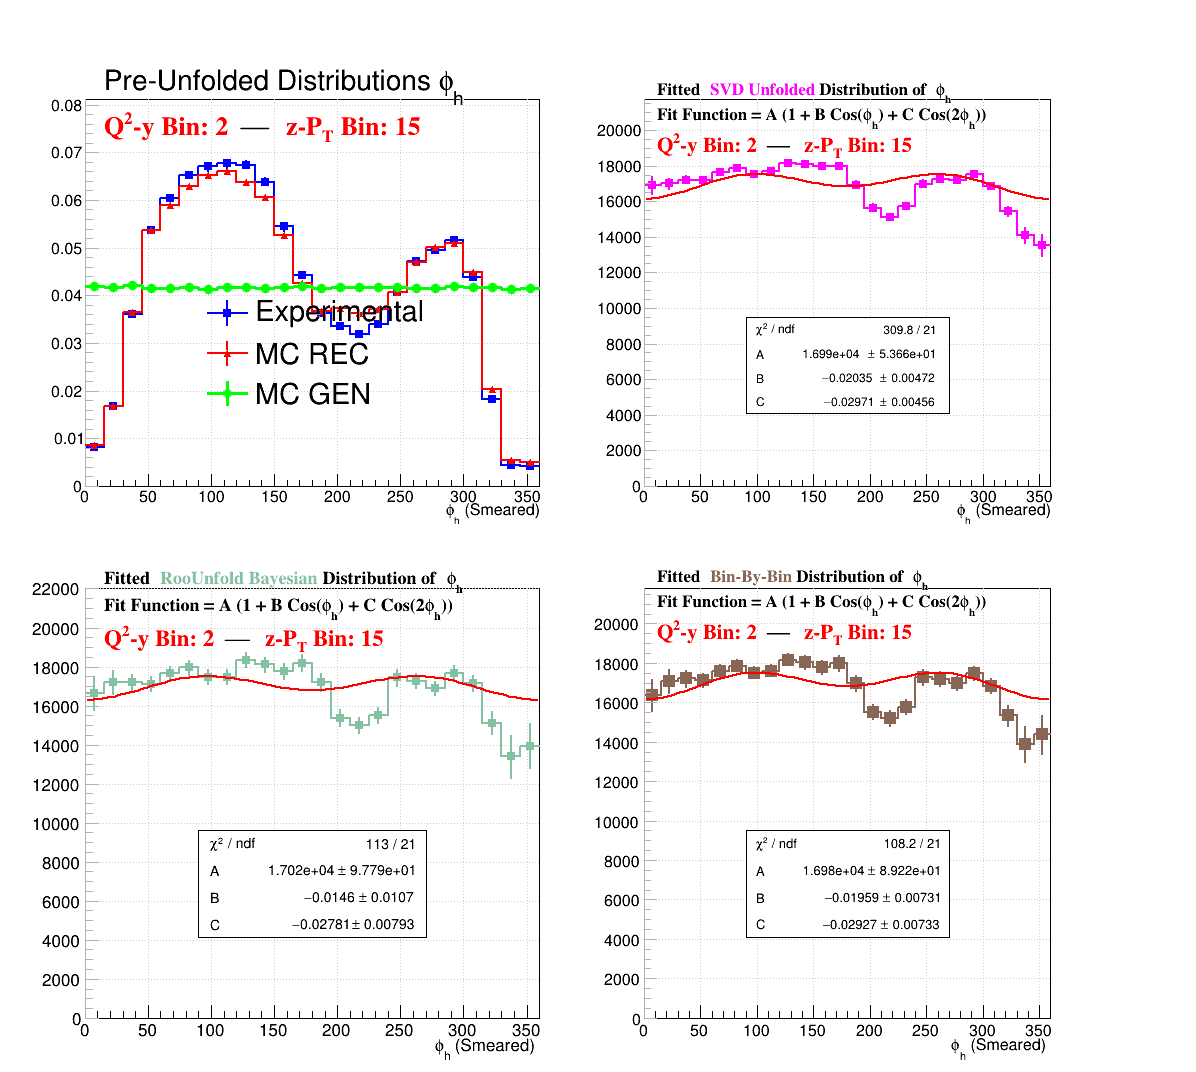 Pre-Unfolded Distributions ϕh
Q²-y Bin: 2 — z-PT Bin: 15
0.08
0.07
0.06
0.05
0.04
0.03
0.02
0.01
0
Experimental
MC REC
MC GEN
0 50 100 150 200 250 300 350
ϕh (Smeared)
Fitted SVD Unfolded Distribution of ϕh
Fit Function = A (1 + B Cos(ϕh) + C Cos(2ϕh))
Q²-y Bin: 2 — z-PT Bin: 15
20000
18000
16000
14000
12000
10000
8000
6000
4000
2000
0
χ² / ndf 309.8 / 21
A 1.699e+04 ± 5.366e+01
B −0.02035 ± 0.00472
C −0.02971 ± 0.00456
0 50 100 150 200 250 300 350
ϕh (Smeared)
Fitted RooUnfold Bayesian Distribution of ϕh
Fit Function = A (1 + B Cos(ϕh) + C Cos(2ϕh))
Q²-y Bin: 2 — z-PT Bin: 15
22000
20000
18000
16000
14000
12000
10000
8000
6000
4000
2000
0
χ² / ndf 113 / 21
A 1.702e+04 ± 9.779e+01
B −0.0146 ± 0.0107
C −0.02781 ± 0.00793
0 50 100 150 200 250 300 350
ϕh (Smeared)
Fitted Bin-By-Bin Distribution of ϕh
Fit Function = A (1 + B Cos(ϕh) + C Cos(2ϕh))
Q²-y Bin: 2 — z-PT Bin: 15
20000
18000
16000
14000
12000
10000
8000
6000
4000
2000
0
χ² / ndf 108.2 / 21
A 1.698e+04 ± 8.922e+01
B −0.01959 ± 0.00731
C −0.02927 ± 0.00733
0 50 100 150 200 250 300 350
ϕh (Smeared)